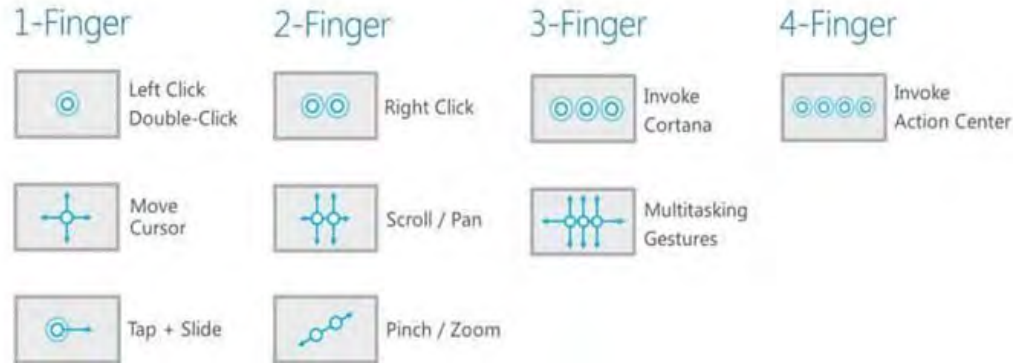 1-Finger
2-Finger
3-Finger
4-Finger
Left Click
Double-Click
Right Click
Invoke
Cortana
Invoke
Action Center
Move
Cursor
Scroll / Pan
Multitasking
Gestures
Tap + Slide
Pinch / Zoom